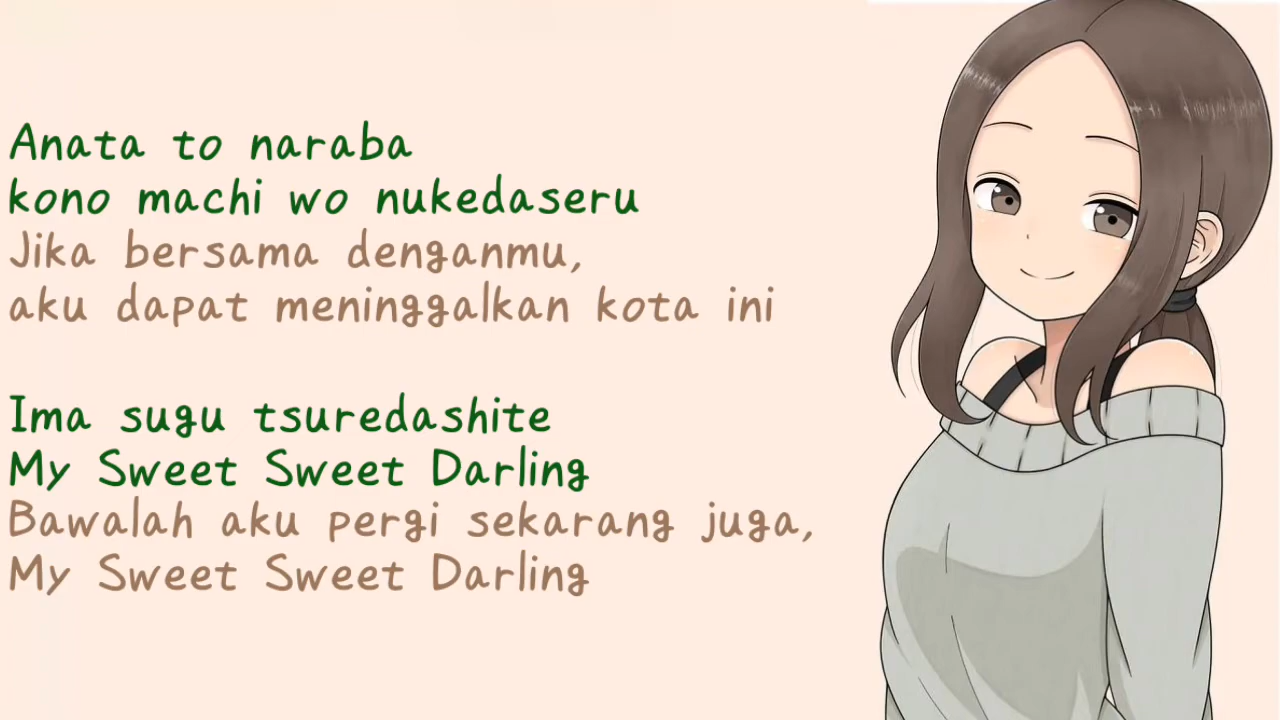 Anata to naraba
kono machi wo nukedaseru
Jika bersama denganmu,
aku dapat meninggalkan kota ini
Ima sugu tsuredashite
My Sweet Sweet Darling
Bawalah aku pergi sekarang juga,
My Sweet Sweet Darling